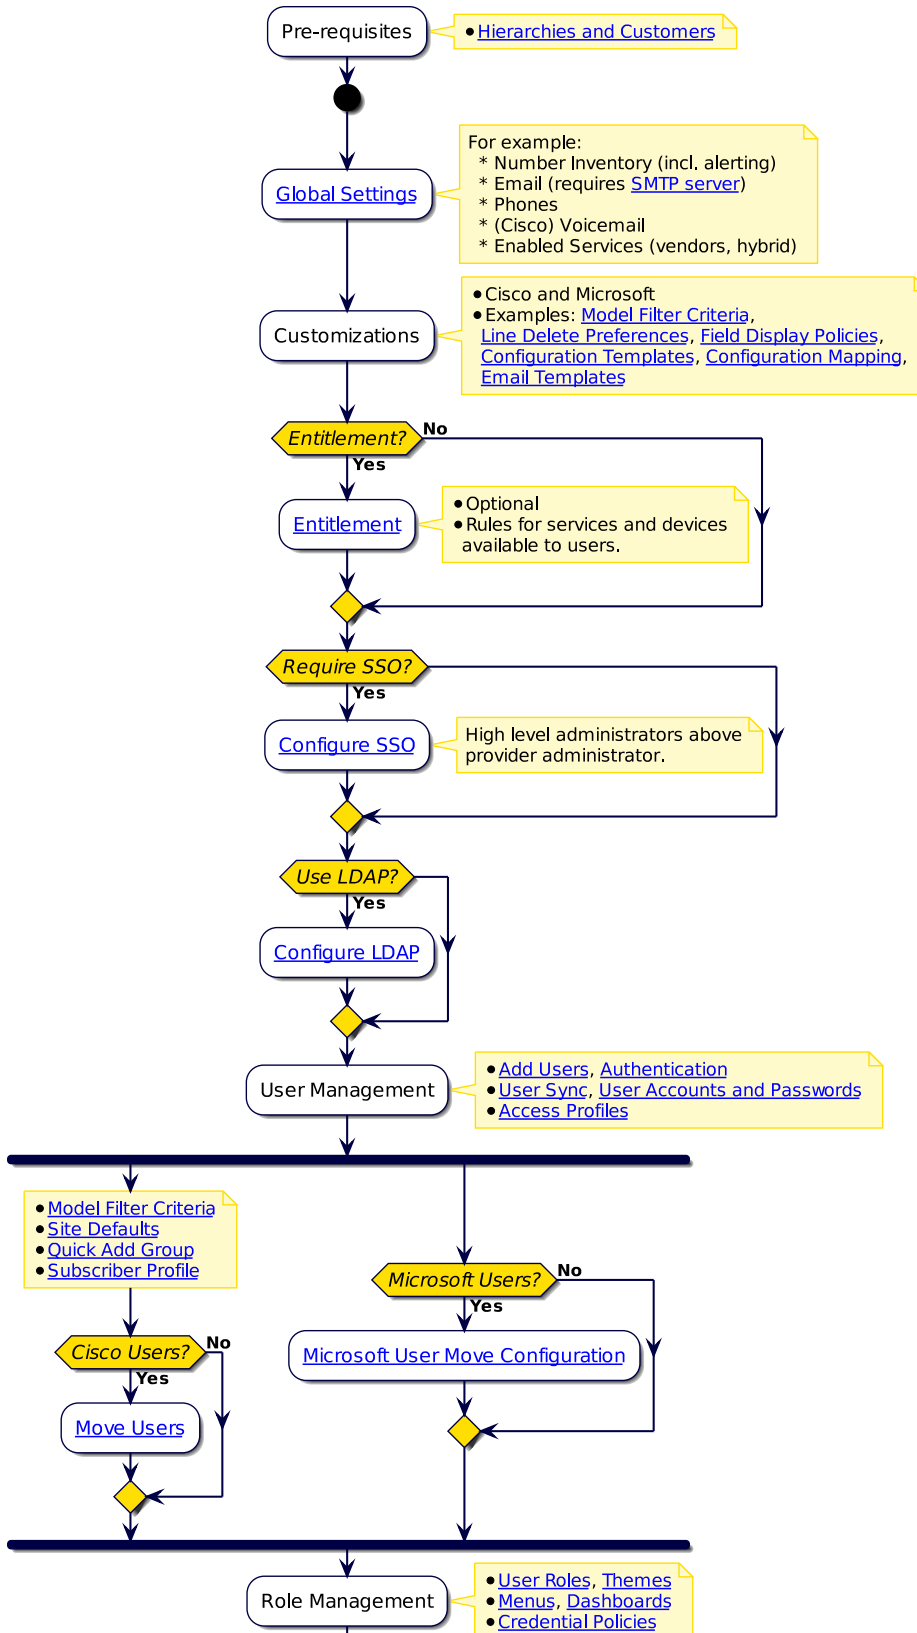 Pre-requisites
• Hierarchies and Customers
Global Settings
For example:
* Number Inventory (incl. alerting)
* Email (requires SMTP server)
* Phones
* (Cisco) Voicemail
* Enabled Services (vendors, hybrid)
Customizations
• Cisco and Microsoft
• Examples: Model Filter Criteria,
Line Delete Preferences, Field Display Policies,
Configuration Templates, Configuration Mapping,
Email Templates
Entitlement?
No
Yes
Entitlement
• Optional
• Rules for services and devices
available to users.
Require SSO?
Yes
Configure SSO
High level administrators above
provider administrator.
Use LDAP?
Yes
Configure LDAP
User Management
• Add Users, Authentication
• User Sync, User Accounts and Passwords
• Access Profiles
• Model Filter Criteria
• Site Defaults
• Quick Add Group
• Subscriber Profile
Cisco Users?
No
Yes
Move Users
Microsoft Users?
No
Yes
Microsoft User Move Configuration
Role Management
• User Roles, Themes
• Menus, Dashboards
• Credential Policies